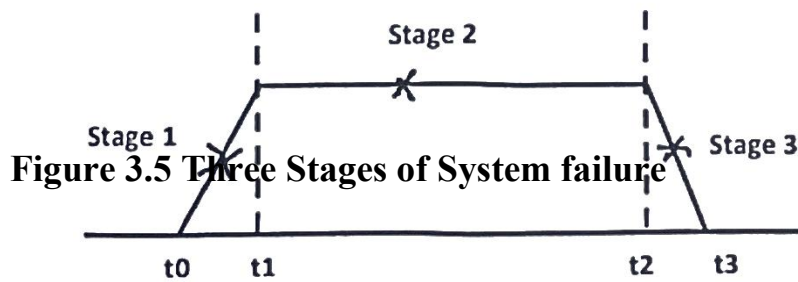 Stage 2
Stage 1
Figure 3.5 Three Stages of System failure
Stage 3
t0 t1 t2 t3